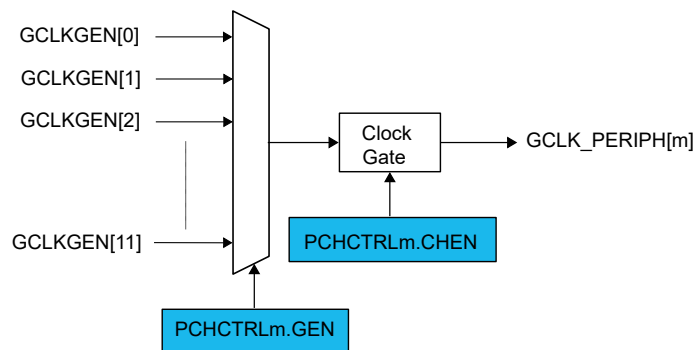 GCLKGEN[0]
GCLKGEN[1]
GCLKGEN[2]
GCLKGEN[11]
Clock
Gate
GCLK_PERIPH[m]
PCHCTRLm.CHEN
PCHCTRLm.GEN